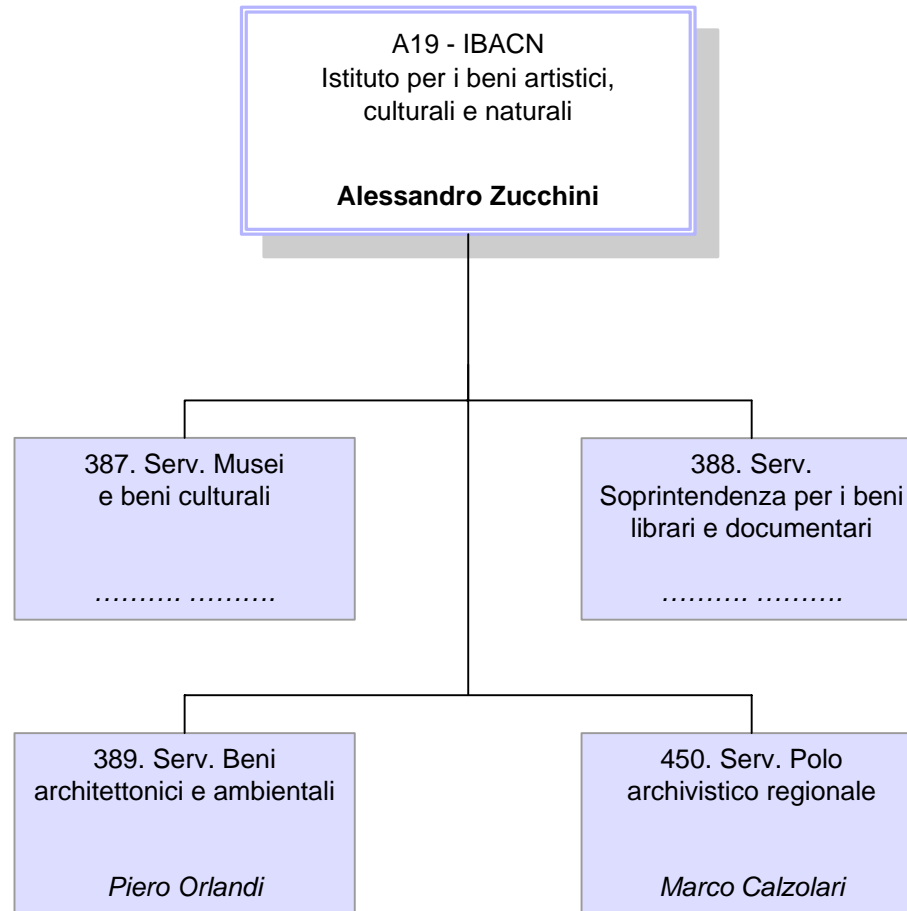 A19 - IBACN
Istituto per i beni artistici,
culturali e naturali
Alessandro Zucchini
387. Serv. Musei
e beni culturali
.......... ..........
388. Serv.
Soprintendenza per i beni
librari e documentari
.......... ..........
389. Serv. Beni
architettonici e ambientali
Piero Orlandi
450. Serv. Polo
archivistico regionale
Marco Calzolari